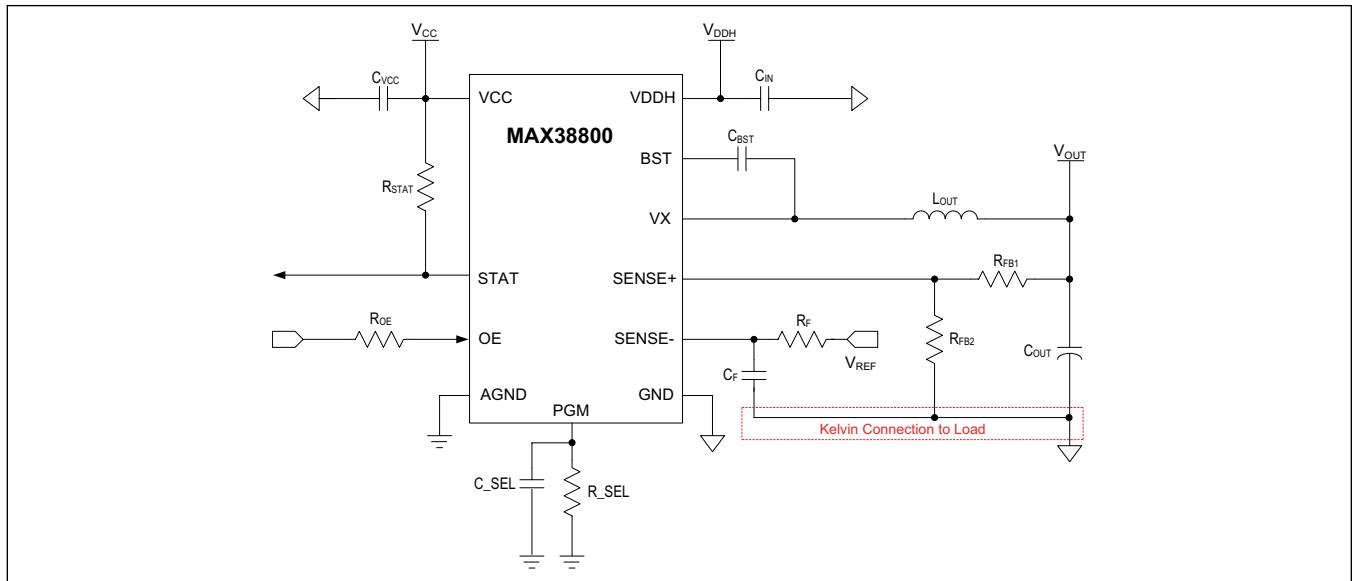 VCC
VDDH
CVCC
CIN
VCC
VDDH
MAX38800
CBST
BST
VOUT
RSTAT
LOUT
VX
STAT
SENSE+
RFB1
ROE
OE
SENSE-
RF
VREF
RFB2
COUT
CF
AGND
GND
PGM
Kelvin Connection to Load
C_SEL
R_SEL